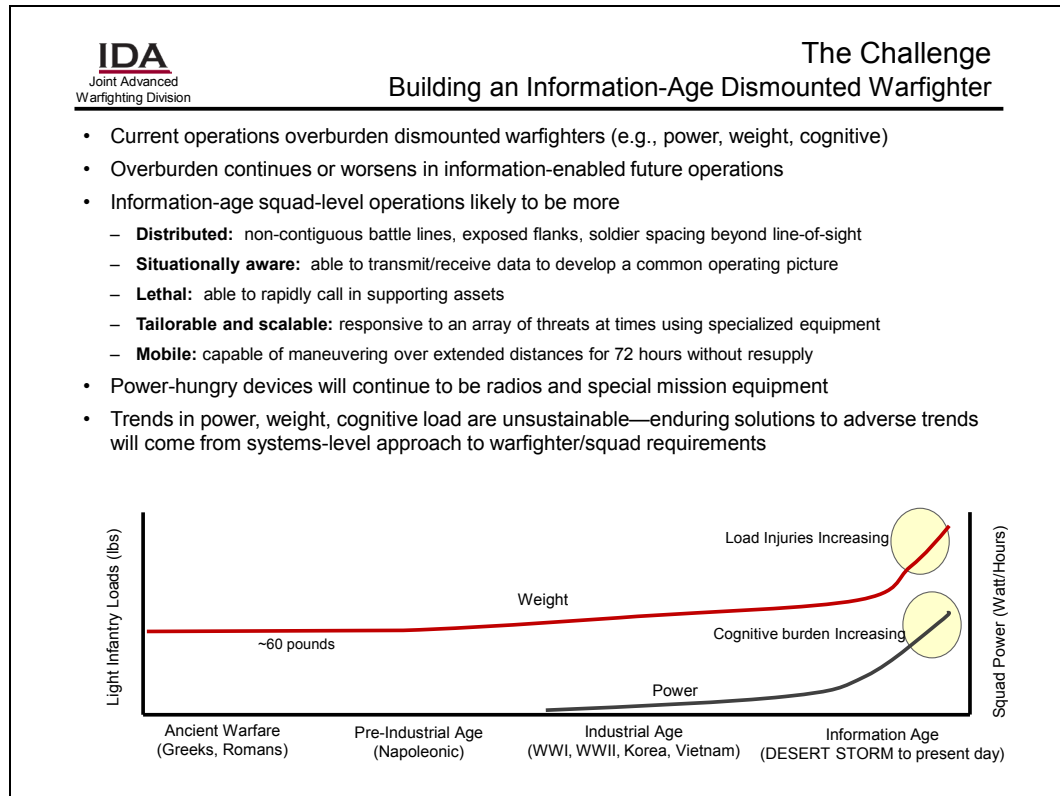 IDA
Joint Advanced
Warfighting Division
The Challenge
Building an Information-Age Dismounted Warfighter
• Current operations overburden dismounted warfighters (e.g., power, weight, cognitive)
• Overburden continues or worsens in information-enabled future operations
• Information-age squad-level operations likely to be more
– Distributed: non-contiguous battle lines, exposed flanks, soldier spacing beyond line-of-sight
– Situationally aware: able to transmit/receive data to develop a common operating picture
– Lethal: able to rapidly call in supporting assets
– Tailorable and scalable: responsive to an array of threats at times using specialized equipment
– Mobile: capable of maneuvering over extended distances for 72 hours without resupply
• Power-hungry devices will continue to be radios and special mission equipment
• Trends in power, weight, cognitive load are unsustainable—enduring solutions to adverse trends
will come from systems-level approach to warfighter/squad requirements
Light Infantry Loads (lbs)
Load Injuries Increasing
Weight
~60 pounds
Cognitive burden Increasing
Power
Squad Power (Watt/Hours)
Ancient Warfare
(Greeks, Romans)
Pre-Industrial Age
(Napoleonic)
Industrial Age
(WWI, WWII, Korea, Vietnam)
Information Age
(DESERT STORM to present day)